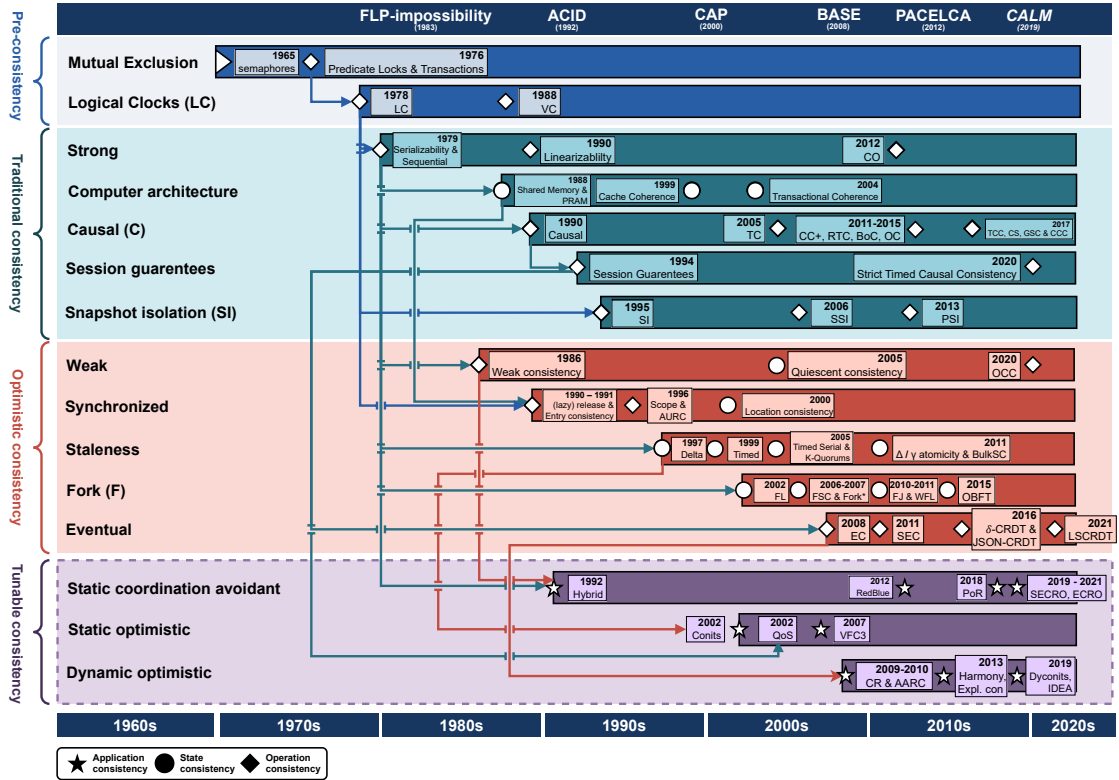 FLP-impossibility
(1983)
ACID
(1992)
CAP
(2000)
BASE
(2008)
PACELCA
(2012)
CALM
(2019)
Pre-consistency
Mutual Exclusion
1965
semaphores
1976
Predicate Locks & Transactions
Logical Clocks (LC)
1978
LC
1988
VC
Traditional consistency
Strong
1979
Serializability &
Sequential
1990
Linearizablilty
2012
CO
Computer architecture
1988
Shared Memory &
PRAM
1999
Cache Coherence
2004
Transactional Coherence
Causal (C)
1990
Causal
2005
TC
2011-2015
CC+, RTC, BoC, OC
2017
TCC, CS, GSC & CCC
Session guarentees
1994
Session Guarentees
2020
Strict Timed Causal Consistency
Snapshot isolation (SI)
1995
SI
2006
SSI
2013
PSI
Optimistic consistency
Weak
1986
Weak consistency
2005
Quiescent consistency
2020
OCC
Synchronized
1990 – 1991
(lazy) release &
Entry consistency
1996
Scope &
AURC
2000
Location consistency
Staleness
1997
Delta
1999
Timed
2005
Timed Serial &
K-Quorums
2011
Δ / γ atomicity & BulkSC
Fork (F)
2002
FL
2006-2007
FSC & Fork*
2010-2011
FJ & WFL
2015
OBFT
Eventual
2008
EC
2011
SEC
2016
δ-CRDT &
JSON-CRDT
2021
LSCRDT
Tunable consistency
Static coordination avoidant
1992
Hybrid
2012
RedBlue
2018
PoR
2019 - 2021
SECRO, ECRO
Static optimistic
2002
Conits
2002
QoS
2007
VFC3
Dynamic optimistic
2009-2010
CR & AARC
2013
Harmony,
Expl. con
2019
Dyconits,
IDEA
1960s
1970s
1980s
1990s
2000s
2010s
2020s
Application
consistency
State
consistency
Operation
consistency